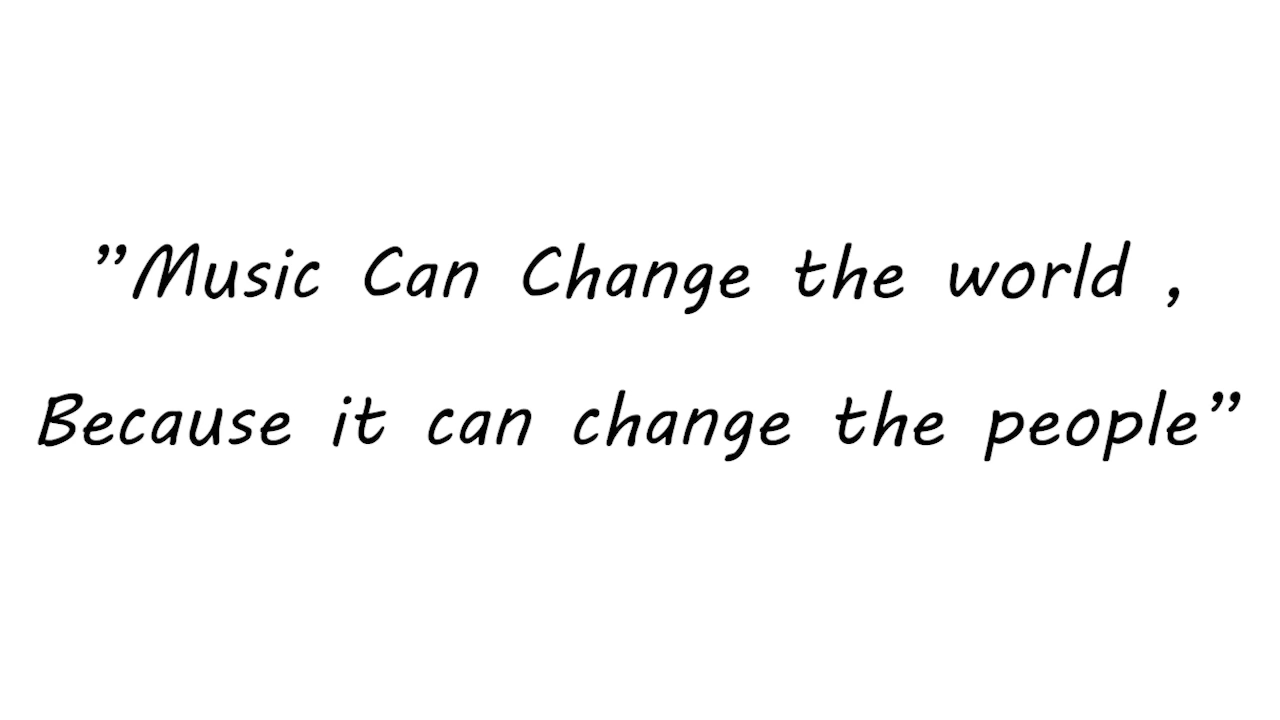 ”Music Can Change the world ,
Because it can change the people”